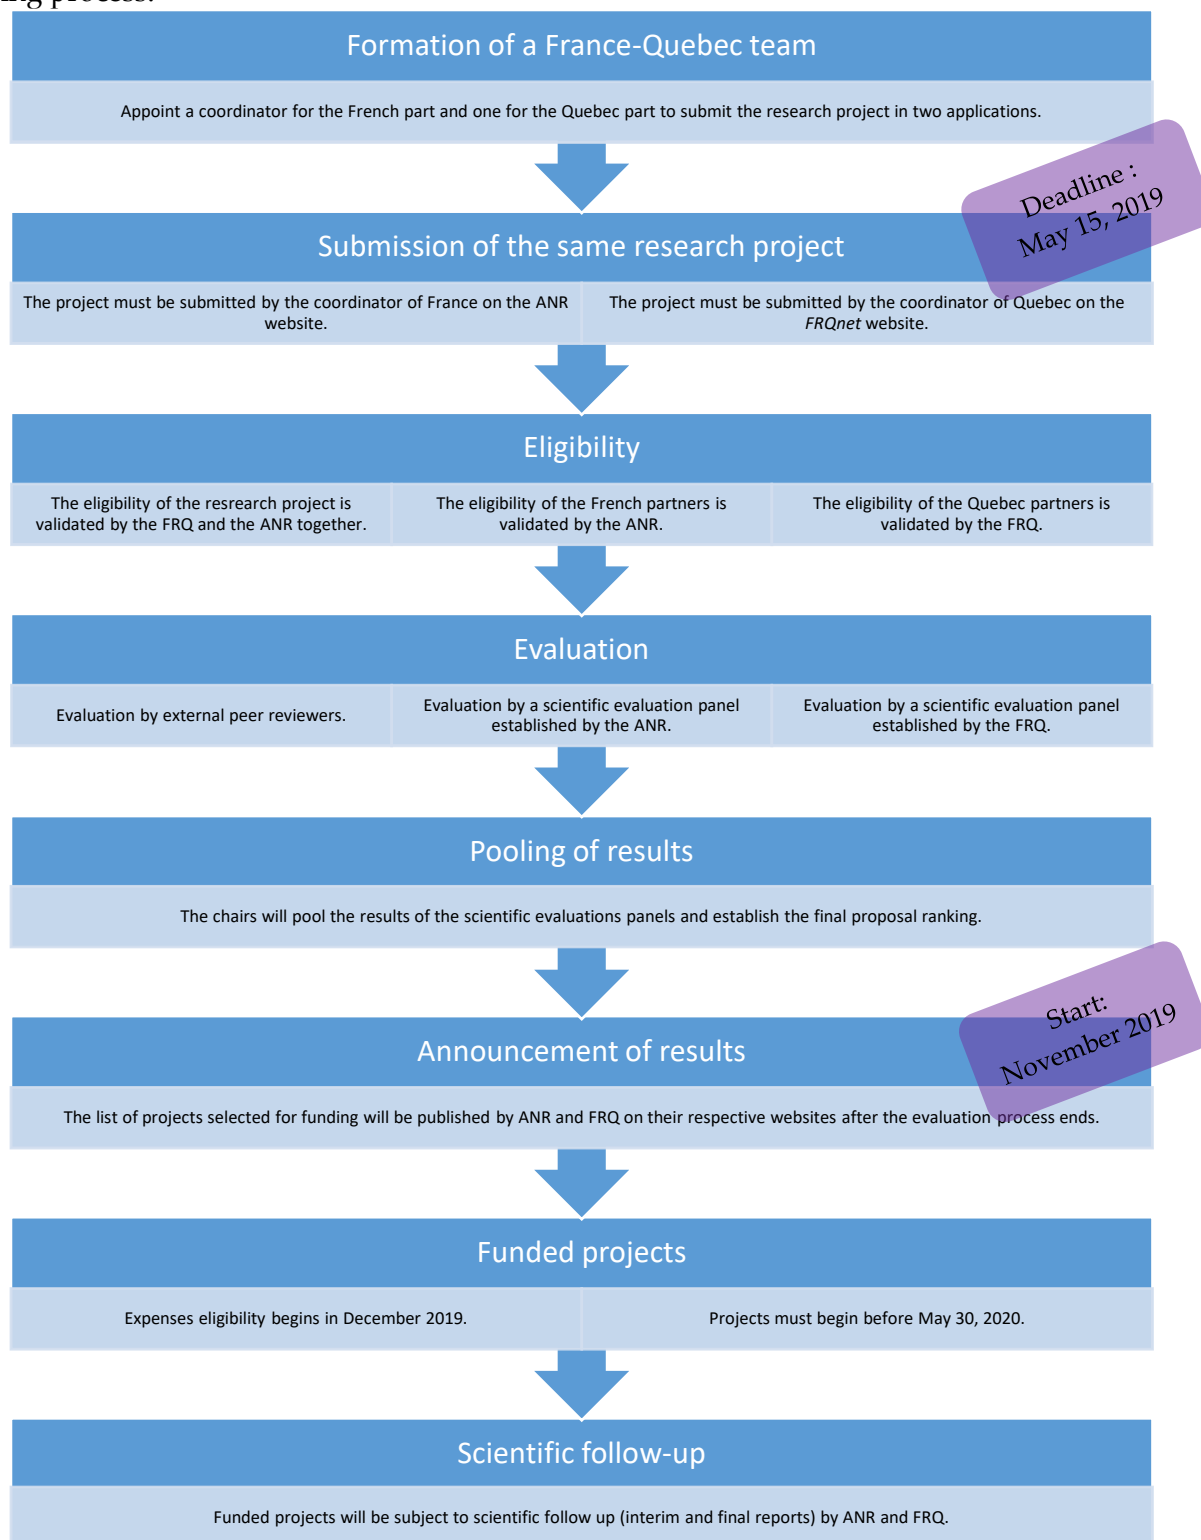 ing process.
Formation of a France-Quebec team
Appoint a coordinator for the French part and one for the Quebec part to submit the research project in two applications.
Deadline :
May 15, 2019
Submission of the same research project
The project must be submitted by the coordinator of France on the ANR
website.
The project must be submitted by the coordinator of Quebec on the
FRQnet website.
Eligibility
The eligibility of the resrearch project is
validated by the FRQ and the ANR together.
The eligibility of the French partners is
validated by the ANR.
The eligibility of the Quebec partners is
validated by the FRQ.
Evaluation
Evaluation by external peer reviewers.
Evaluation by a scientific evaluation panel
established by the ANR.
Evaluation by a scientific evaluation panel
established by the FRQ.
Pooling of results
The chairs will pool the results of the scientific evaluations panels and establish the final proposal ranking.
Start:
November 2019
Announcement of results
The list of projects selected for funding will be published by ANR and FRQ on their respective websites after the evaluation process ends.
Funded projects
Expenses eligibility begins in December 2019.
Projects must begin before May 30, 2020.
Scientific follow-up
Funded projects will be subject to scientific follow up (interim and final reports) by ANR and FRQ.